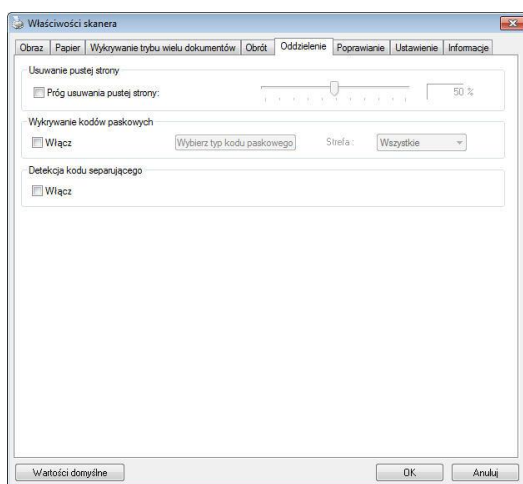 Właściwości skanera
Obraz Papier Wykrywanie trybu wielu dokumentów Obrót Oddzielenie Poprawianie Ustawienie Informacje
Usuwanie pustej strony
Próg usuwania pustej strony: 50 %
Wykrywanie kodów paskowych
Włącz Wybierz typ kodu paskowego Strefa : Wszystkie
Detekcja kodu separującego
Włącz
Wartości domyślne OK Anuluj